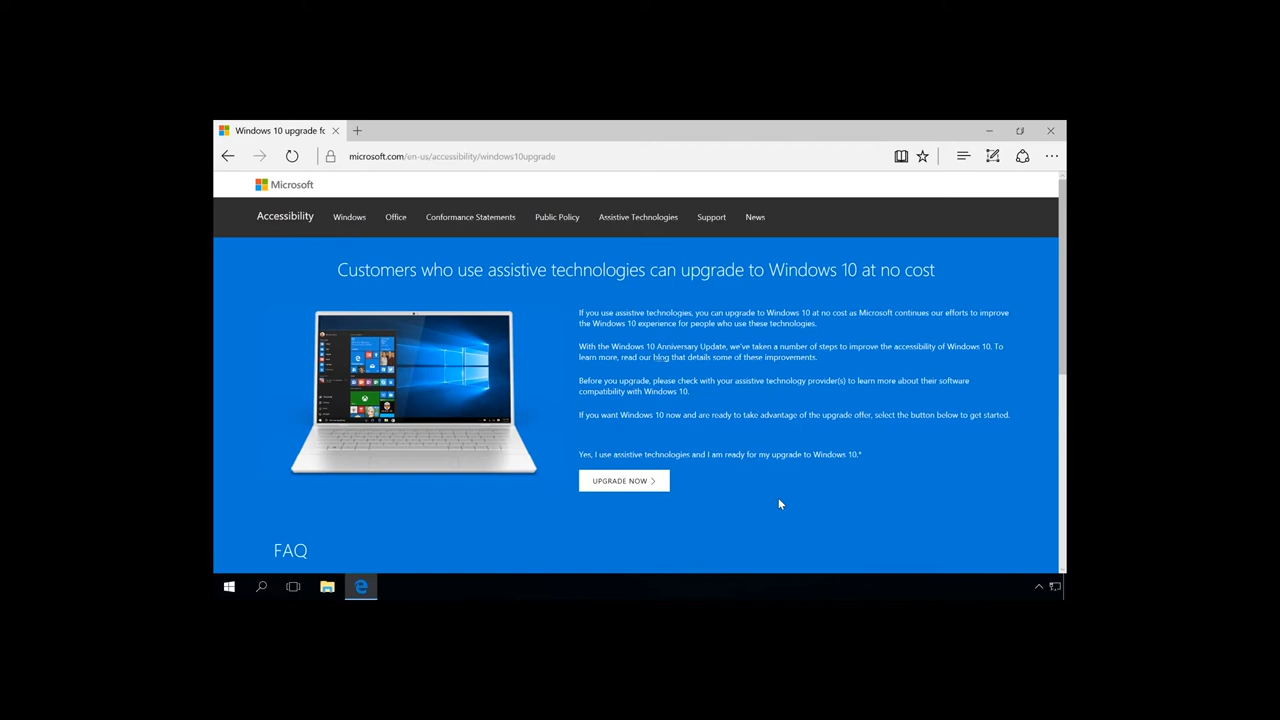 Windows 10 upgrade fo
microsoft.com/en-us/accessibility/windows10upgrade
Microsoft
Accessibility Windows Office Conformance Statements Public Policy Assistive Technologies Support News
Customers who use assistive technologies can upgrade to Windows 10 at no cost
If you use assistive technologies, you can upgrade to Windows 10 at no cost as Microsoft continues our efforts to improve
the Windows 10 experience for people who use these technologies.
With the Windows 10 Anniversary Update, we've taken a number of steps to improve the accessibility of Windows 10. To
learn more, read our blog that details some of these improvements.
Before you upgrade, please check with your assistive technology provider(s) to learn more about their software
compatibility with Windows 10.
If you want Windows 10 now and are ready to take advantage of the upgrade offer, select the button below to get started.
Yes, I use assistive technologies and I am ready for my upgrade to Windows 10.*
UPGRADE NOW
FAQ